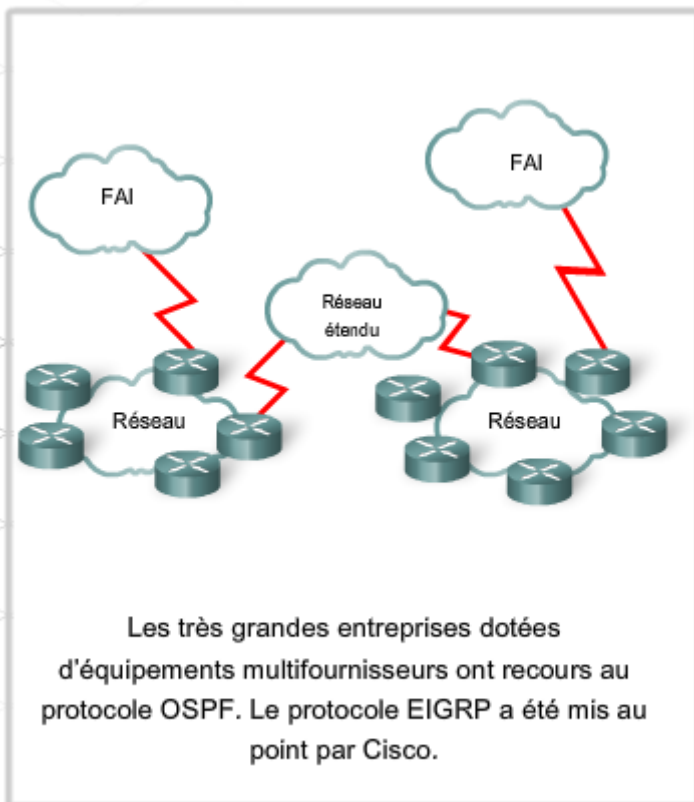 FAI
FAI
Réseau
étendu
Réseau
Réseau
Les très grandes entreprises dotées
d'équipements multifournisseurs ont recours au
protocole OSPF. Le protocole EIGRP a été mis au
point par Cisco.